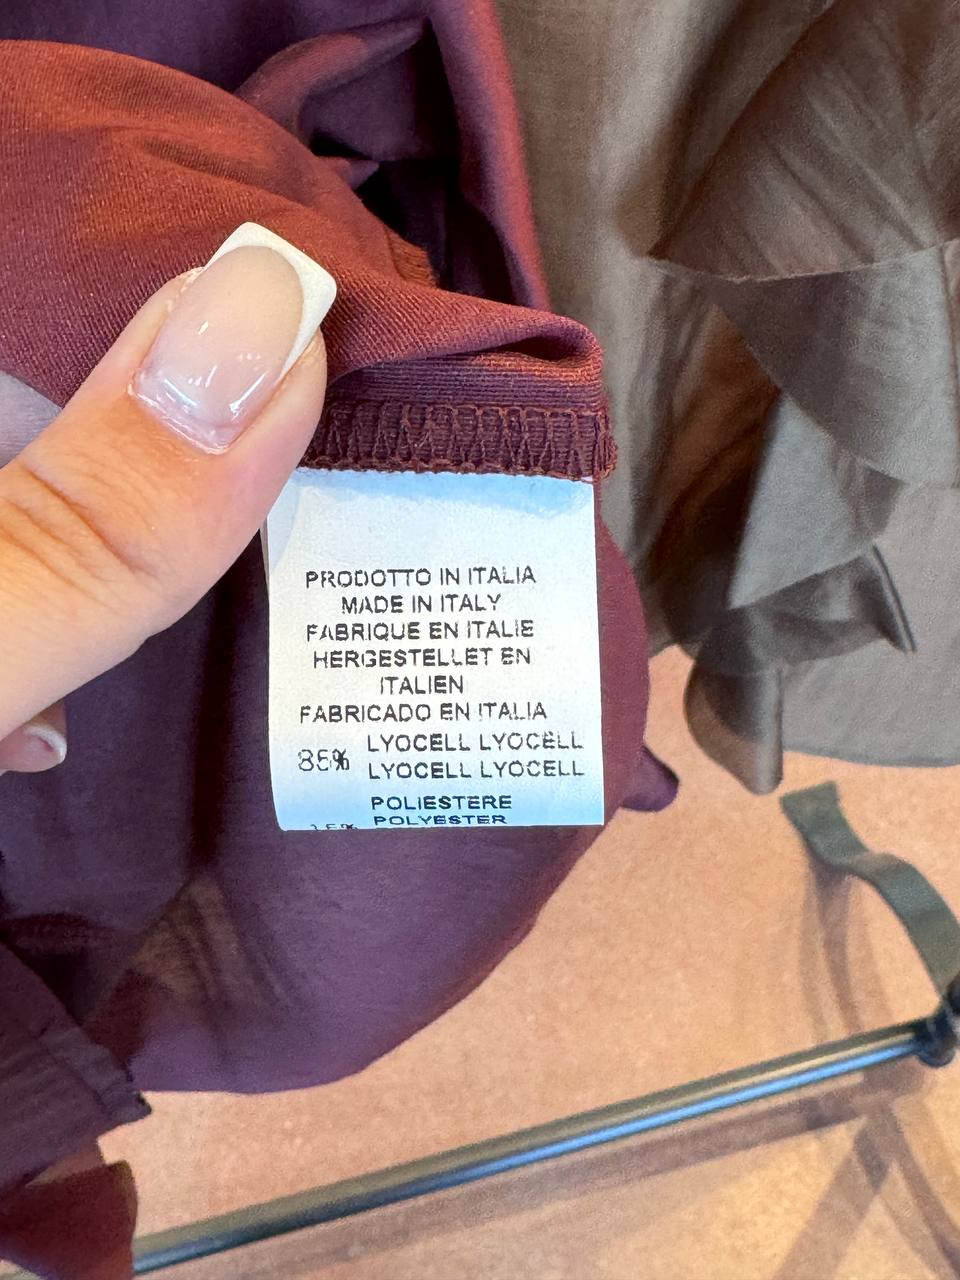 PRODOTTO IN ITALIA
MADE IN ITALY
FABRIQUE EN ITALIE
HERGESTELLET EN
ITALIEN
FABRICADO EN ITALIA
85% LYOCELL LYOCELL
LYOCELL LYOCELL
POLIESTERE
15% POLYESTER